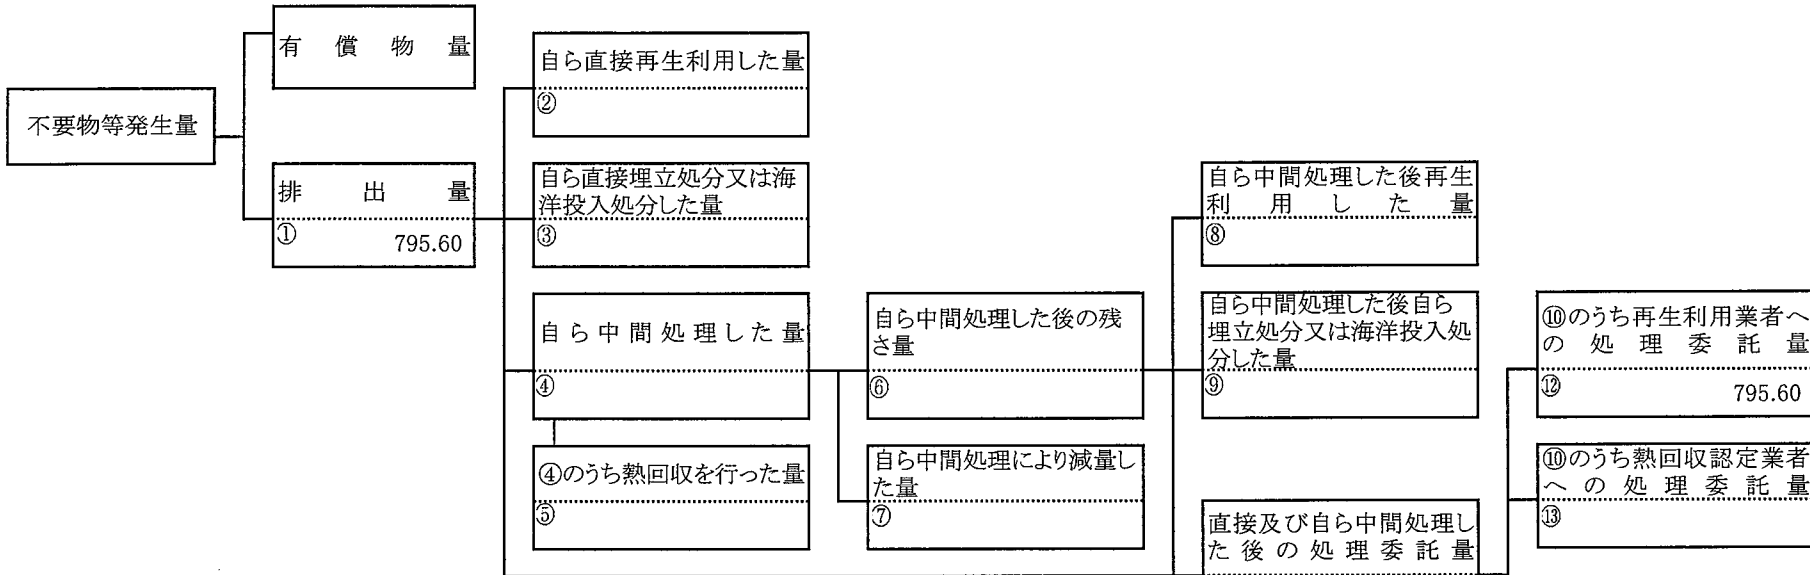 有償物量
不要物等発生量
排出量
①
795.60
自ら直接再生利用した量
②
自ら直接埋立処分又は海
洋投入処分した量
③
自ら中間処理した量
④
④のうち熱回収を行った量
⑤
自ら中間処理した後の残
さ量
⑥
自ら中間処理により減量し
た量
⑦
自ら中間処理した後再生
利用した量
⑧
自ら中間処理した後自ら
埋立処分又は海洋投入処
分した量
⑨
直接及び自ら中間処理し
た後の処理委託量
⑩のうち再生利用業者へ
の処理委託量
⑫
795.60
⑩のうち熱回収認定業者
への処理委託量
⑬